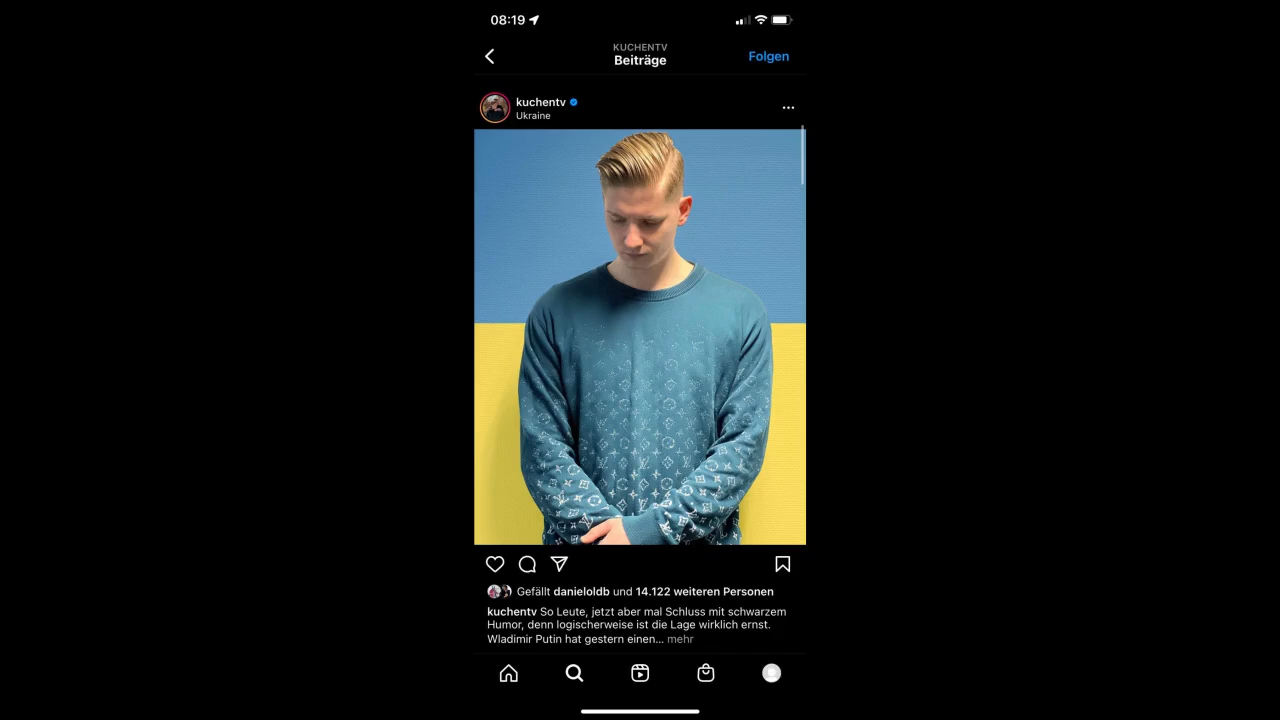 08:19
KUCHENTV
Beiträge
Folgen
kuchentv
Ukraine
Gefällt danieloldb und 14.122 weiteren Personen
kuchentv So Leute, jetzt aber mal Schluss mit schwarzem
Humor, denn logischerweise ist die Lage wirklich ernst.
Wladimir Putin hat gestern einen... mehr